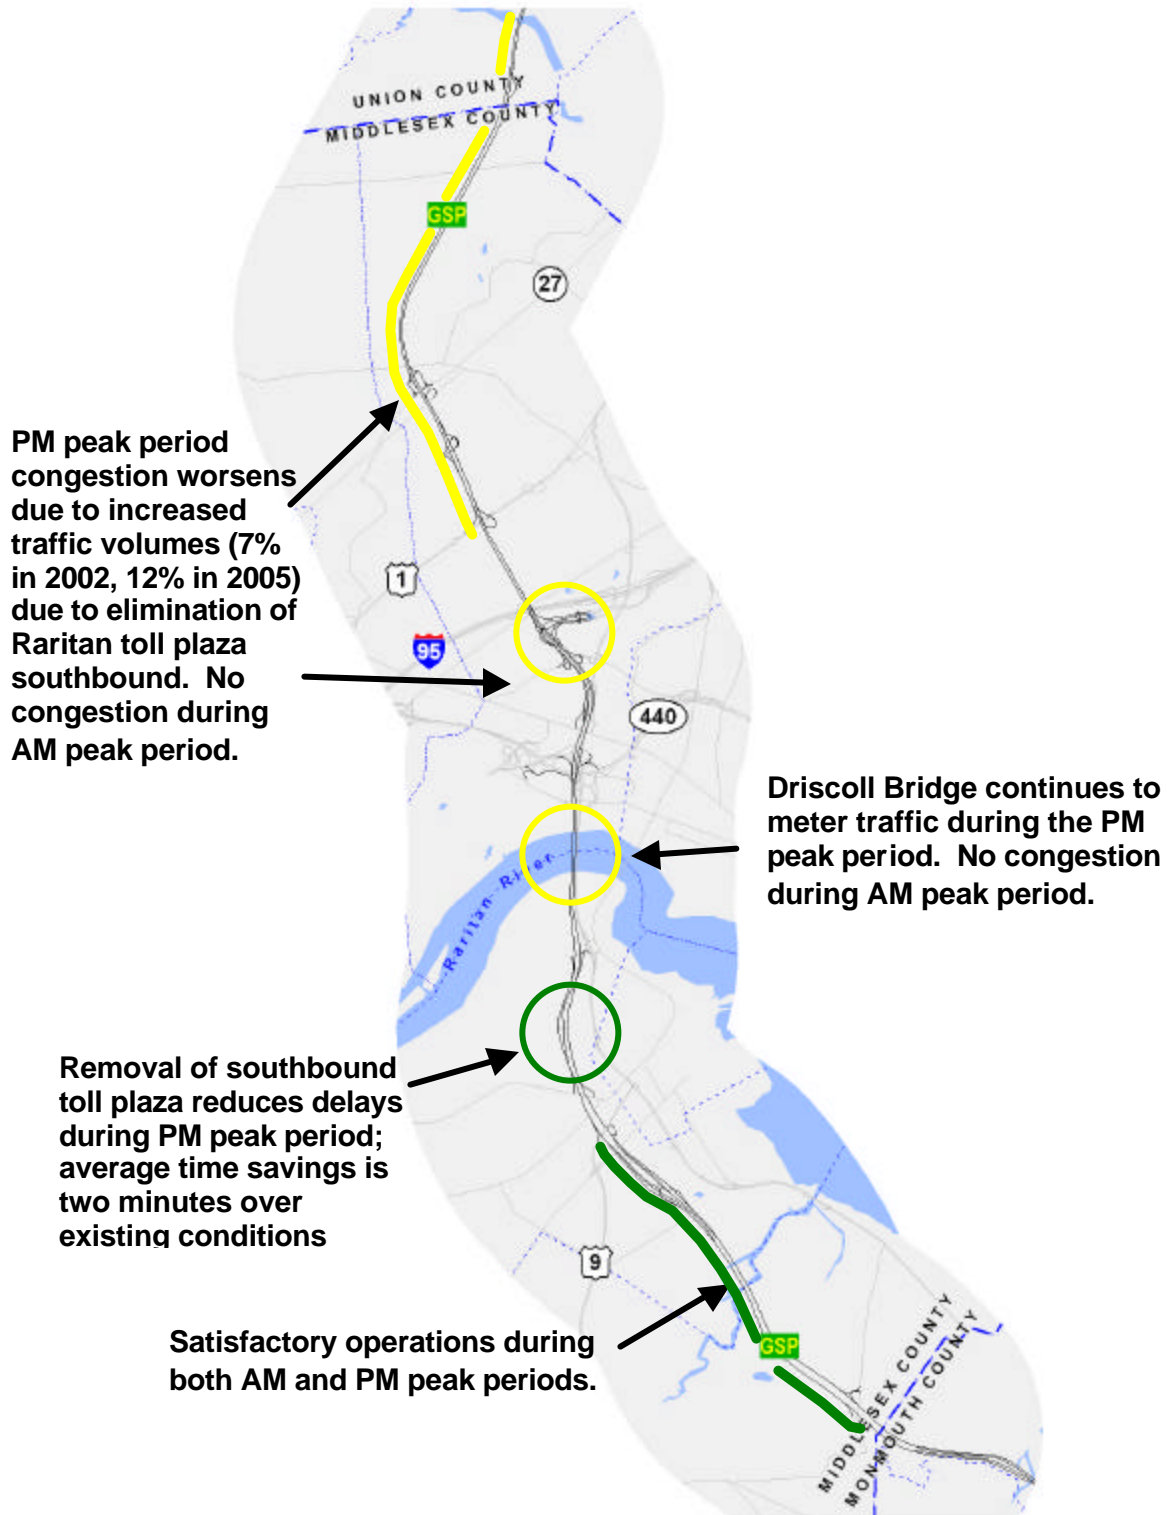 UNION COUNTY
MIDDLESEX COUNTY
GSP
27
PM peak period
congestion worsens
due to increased
traffic volumes (7%
in 2002, 12% in 2005)
due to elimination of
Raritan toll plaza
southbound.  No
congestion during
AM peak period.
1
95
440
Driscoll Bridge continues to
meter traffic during the PM
peak period.  No congestion
during AM peak period.
Raritan River
Removal of southbound
toll plaza reduces delays
during PM peak period;
average time savings is
two minutes over
existing conditions
9
Satisfactory operations during
both AM and PM peak periods.
GSP
MIDDLESEX COUNTY
MONMOUTH COUNTY